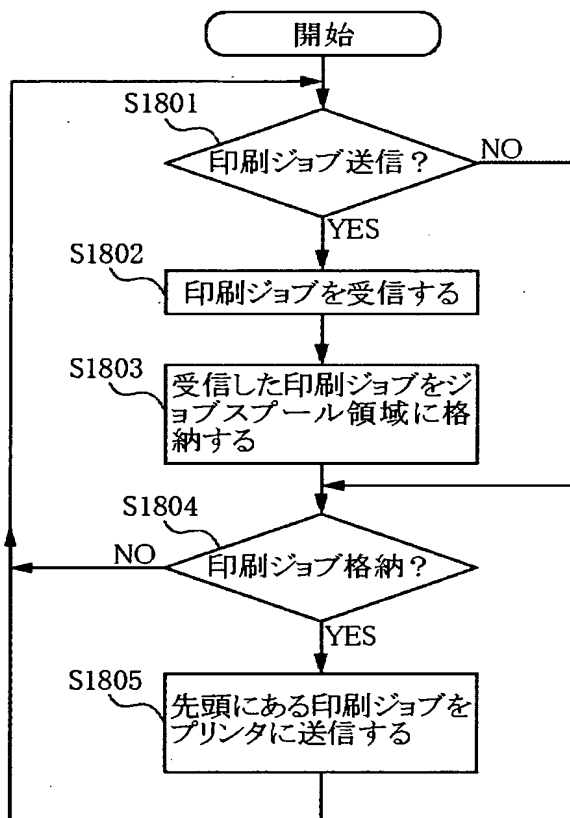 開始
S1801
印刷ジョブ送信?
NO
YES
S1802
印刷ジョブを受信する
S1803
受信した印刷ジョブをジ
ョブスプール領域に格
納する
S1804
印刷ジョブ格納?
NO
YES
S1805
先頭にある印刷ジョブを
プリンタに送信する